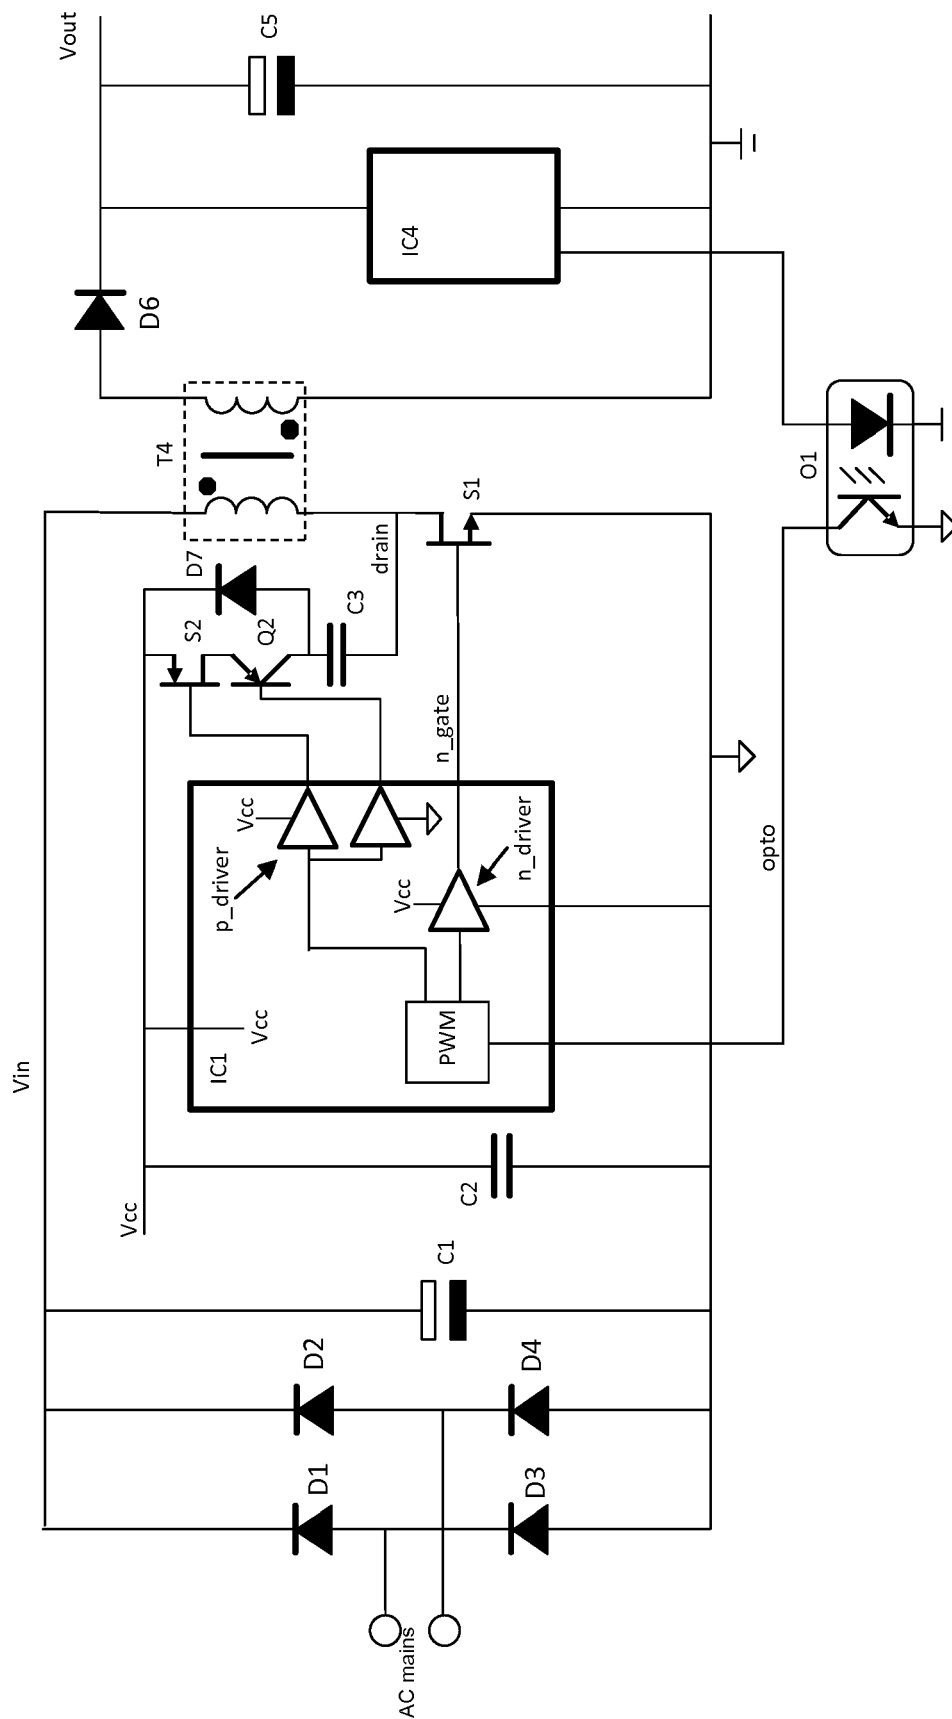 Vout
C5
D6
IC4
T4
O1
S1
D7
drain
S2
Q2
C3
n_gate
Vcc
p_driver
Vcc
n_driver
opto
Vcc
PWM
IC1
Vin
Vcc
C2
C1
D2
D4
D1
D3
AC mains